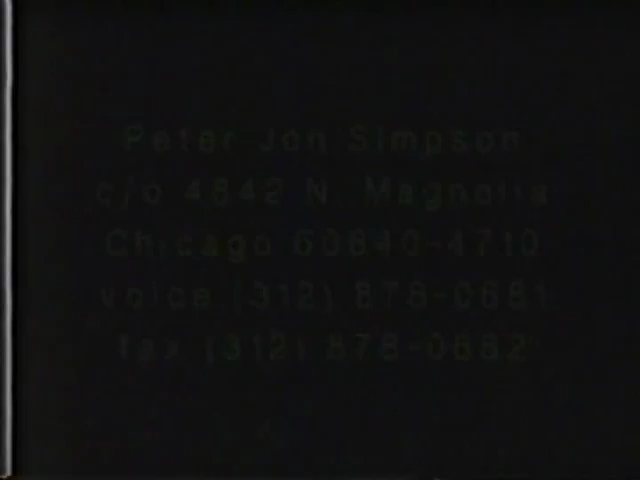 Peter Jon Simpson
c/o 4842 N. Magnolia
Chicago 60640-4710
voice (312) 878-0681
fax (312) 878-0682